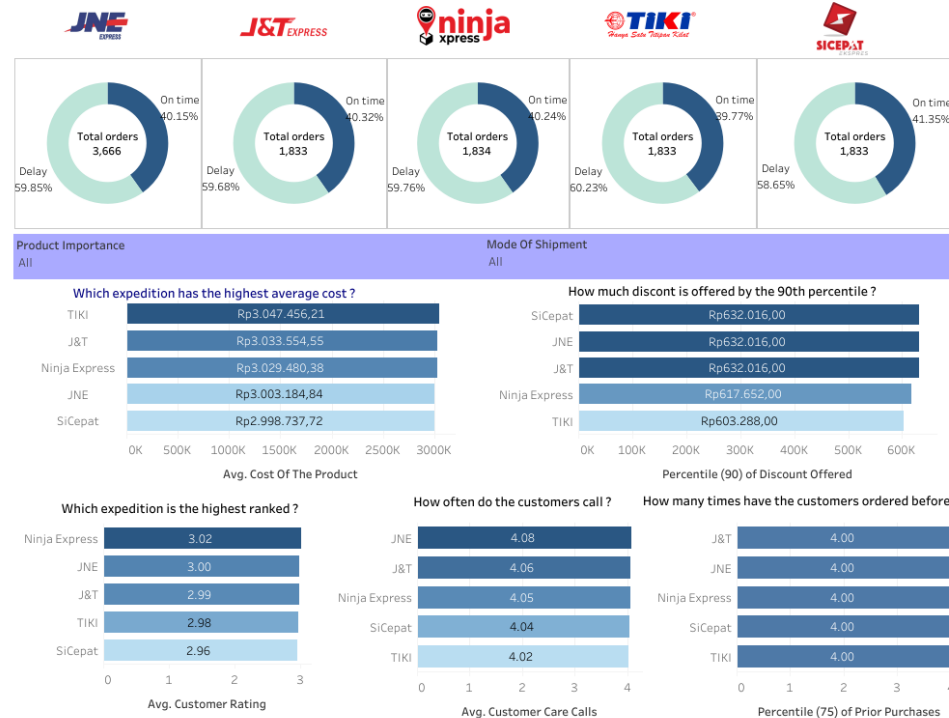 JNE
EXPRESS
J&T EXPRESS
ninja
xpress
TIKI
Hanya Satu Titipan Kilat
SICEPAT
EKSPRES
On time
40.15%
Total orders
3,666
Delay
59.85%
On time
40.32%
Total orders
1,833
Delay
59.68%
On time
40.24%
Total orders
1,834
Delay
59.76%
On time
39.77%
Total orders
1,833
Delay
60.23%
On time
41.35%
Total orders
1,833
Delay
58.65%
Product Importance
All
Mode Of Shipment
All
Which expedition has the highest average cost ?
TIKI Rp3.047.456,21
J&T Rp3.033.554,55
Ninja Express Rp3.029.480,38
JNE Rp3.003.184,84
SiCepat Rp2.998.737,72
0K 500K 1000K 1500K 2000K 2500K 3000K
Avg. Cost Of The Product
How much discont is offered by the 90th percentile ?
SiCepat Rp632.016,00
JNE Rp632.016,00
J&T Rp632.016,00
Ninja Express Rp617.652,00
TIKI Rp603.288,00
0K 100K 200K 300K 400K 500K 600K
Percentile (90) of Discount Offered
Which expedition is the highest ranked ?
Ninja Express 3.02
JNE 3.00
J&T 2.99
TIKI 2.98
SiCepat 2.96
0 1 2 3
Avg. Customer Rating
How often do the customers call ?
JNE 4.08
J&T 4.06
Ninja Express 4.05
SiCepat 4.04
TIKI 4.02
0 1 2 3 4
Avg. Customer Care Calls
How many times have the customers ordered before
J&T 4.00
JNE 4.00
Ninja Express 4.00
SiCepat 4.00
TIKI 4.00
0 1 2 3
Percentile (75) of Prior Purchases